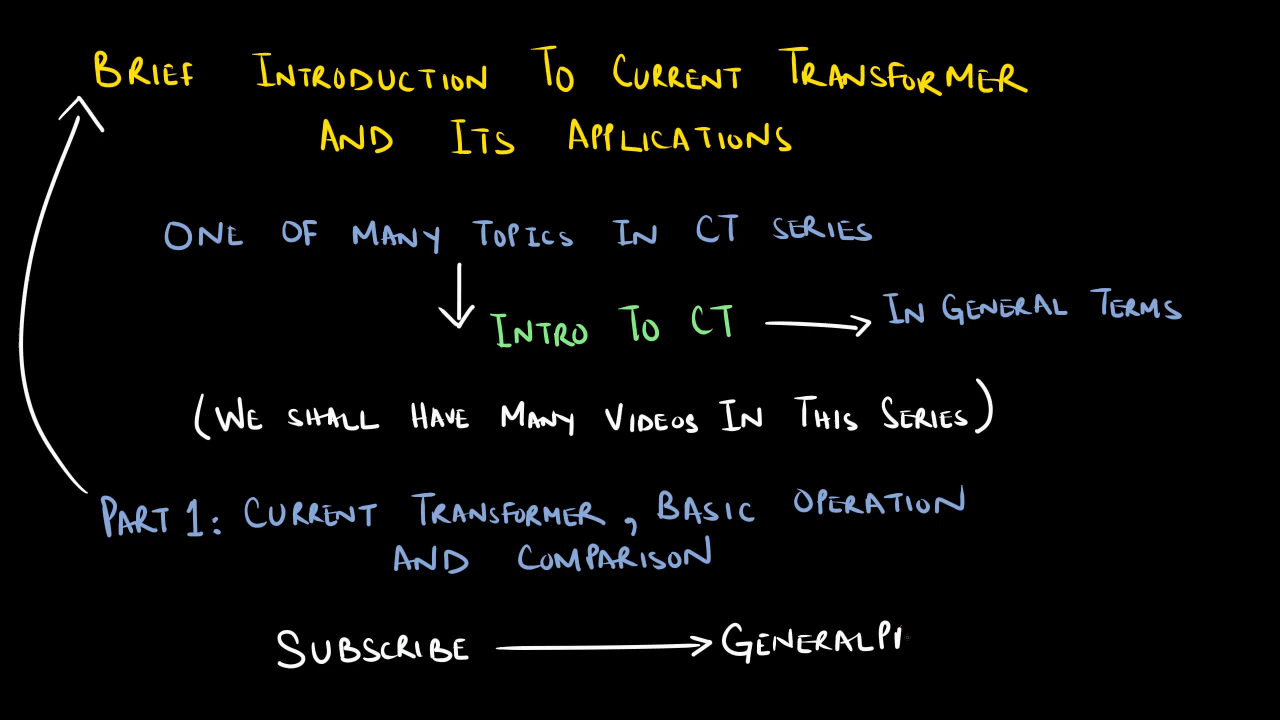 BRIEF INTRODUCTION TO CURRENT TRANSFORMER
AND ITS APPLICATIONS
ONE OF MANY TOPICS IN CT SERIES
INTRO TO CT
IN GENERAL TERMS
(WE SHALL HAVE MANY VIDEOS IN THIS SERIES)
PART 1: CURRENT TRANSFORMER, BASIC OPERATION
AND COMPARISON
SUBSCRIBE